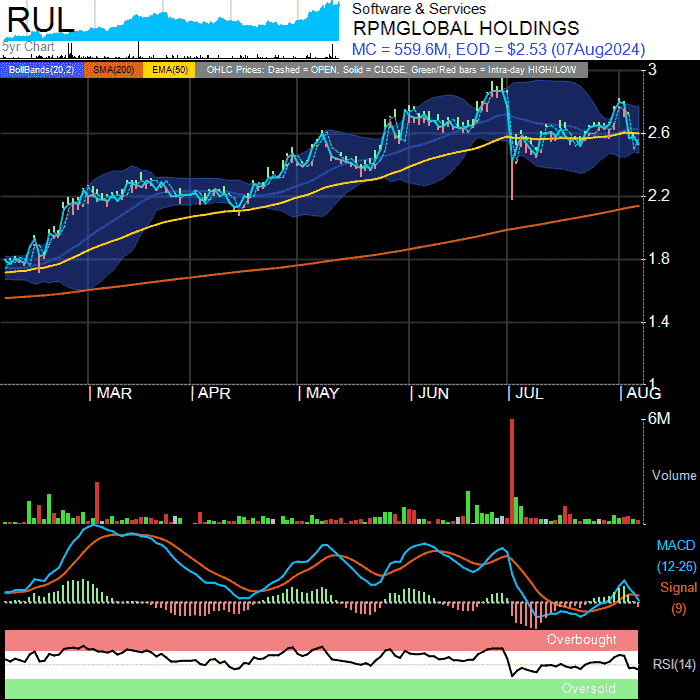 RUL
5yr Chart
Software & Services
RPMGLOBAL HOLDINGS
MC = 559.6M, EOD = $2.53 (07Aug2024)
BollBands(20,2) SMA(200) EMA(50) OHLC Prices: Dashed = OPEN, Solid = CLOSE, Green/Red bars = Intra-day HIGH/LOW
3
2.6
2.2
1.8
1.4
1
| MAR | APR | MAY | JUN | JUL | AUG
6M
Volume
MACD
(12-26)
Signal
(9)
Overbought
RSI(14)
Oversold